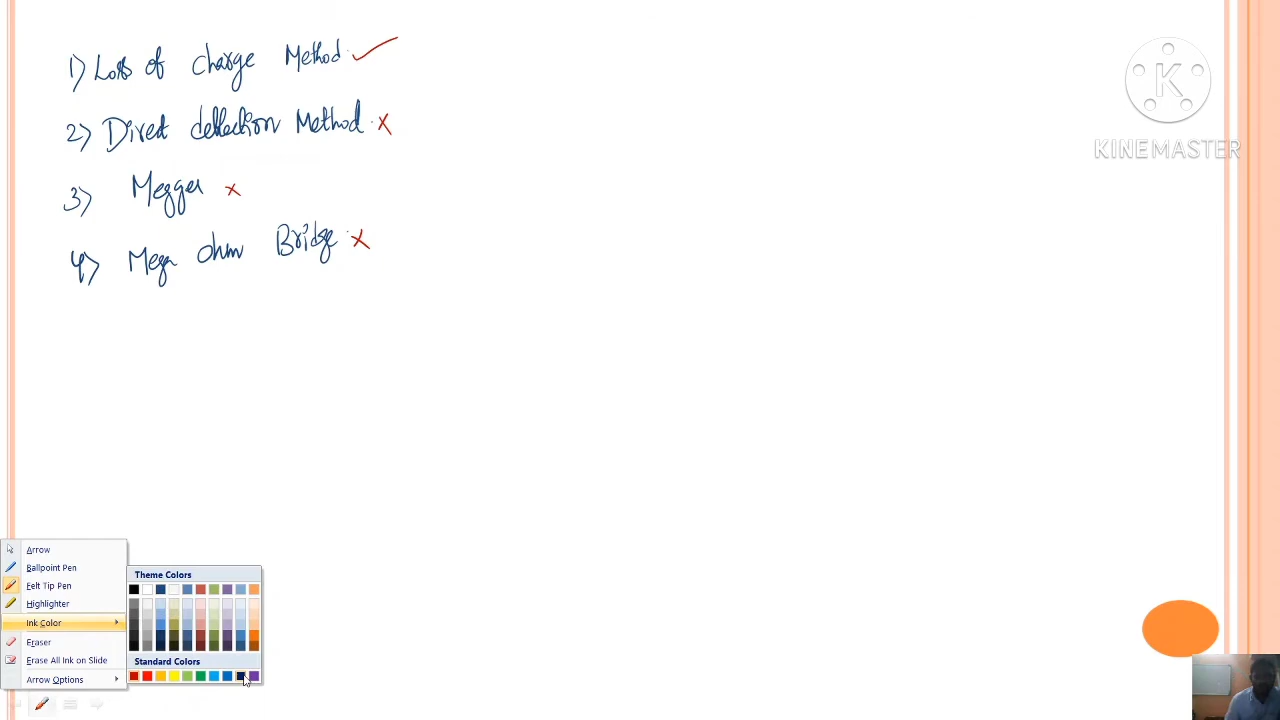 1) Loss of charge Method ✓
2) Direct deflection Method ×
3) Megger ×
4) Mega ohm Bridge ×
K
KINEMASTER
Arrow
Ballpoint Pen
Felt Tip Pen
Highlighter
Ink Color
Eraser
Erase All Ink on Slide
Arrow Options
Theme Colors
Standard Colors